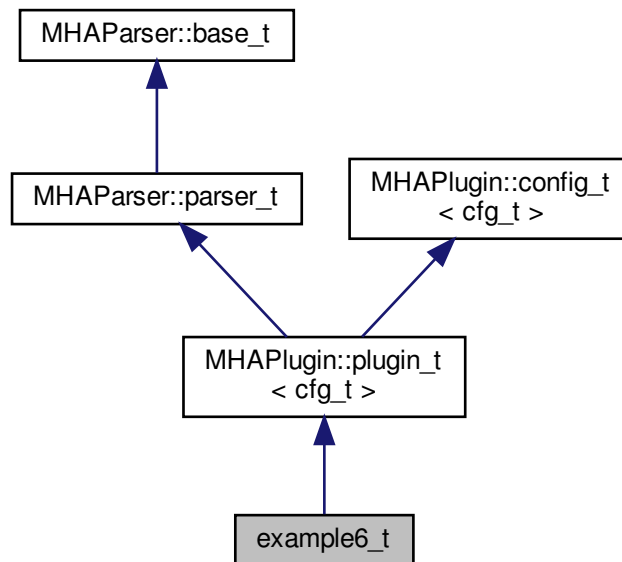 MHAParser::base_t
MHAParser::parser_t
MHAPlugin::config_t
< cfg_t >
MHAPlugin::plugin_t
< cfg_t >
example6_t